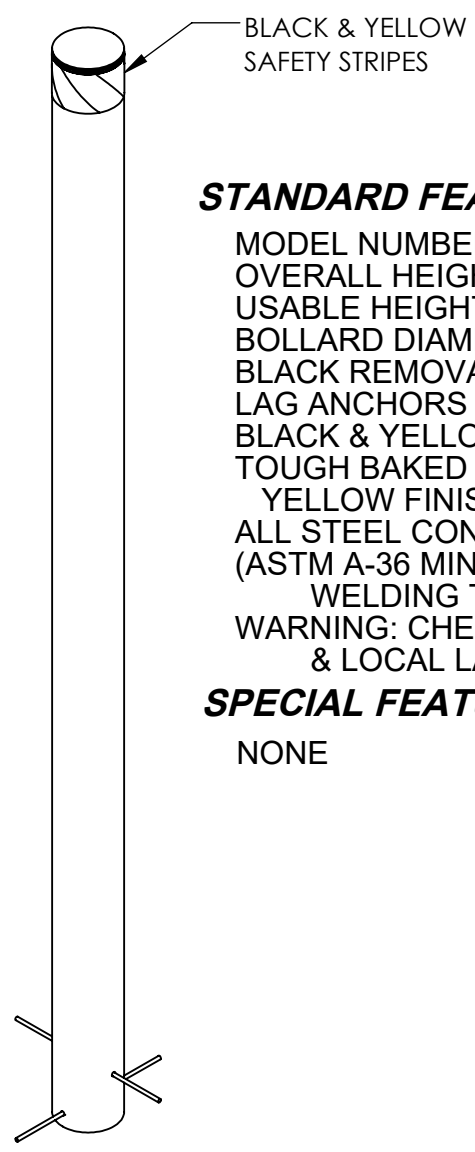 BLACK & YELLOW
SAFETY STRIPES
STANDARD FEA
MODEL NUMBE
OVERALL HEIG
USABLE HEIGHT
BOLLARD DIAM
BLACK REMOVA
LAG ANCHORS
BLACK & YELLO
TOUGH BAKED
YELLOW FINIS
ALL STEEL CON
(ASTM A-36 MIN
WELDING T
WARNING: CHE
& LOCAL LA
SPECIAL FEAT
NONE